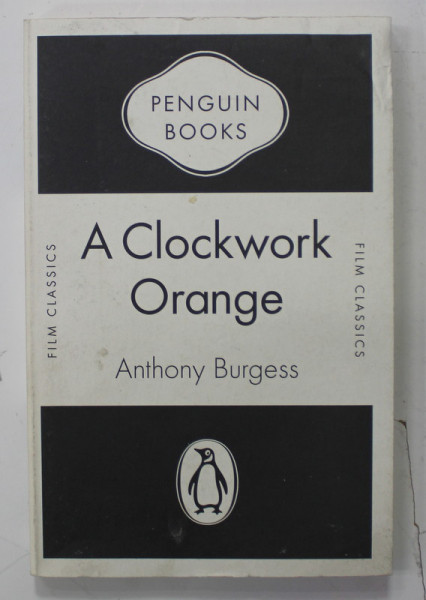 PENGUIN
BOOKS
A Clockwork
Orange
Anthony Burgess
FILM CLASSICS
FILM CLASSICS